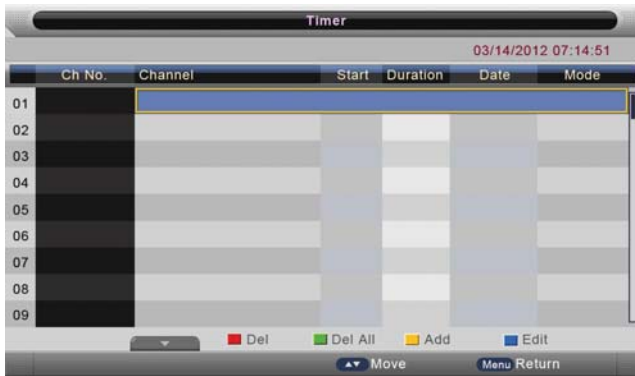 Timer
03/14/2012 07:14:51
Ch No. Channel Start Duration Date Mode
01
02
03
04
05
06
07
08
09
Del Del All Add Edit
Move Menu Return